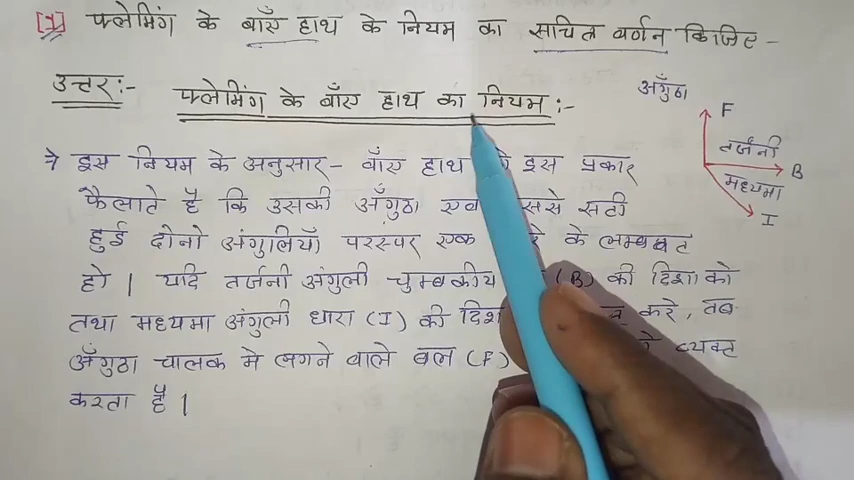 [1] फ्लेमिंग के बाँए हाथ के नियम का सचित वर्णन किजिए -
उत्तर :- फ्लेमिंग के बाँए हाथ का नियम :-
अँगुठा
F
तर्जनी
B
मध्यमा
I
→ इस नियम के अनुसार - बाँए हाथ इस प्रकार
फैलाते है कि उसकी अँगुठा सटी
हुई दोनो अंगुलियाँ परस्पर एक के लम्बवत
हो | यदि तर्जनी अंगुली चुम्बकीय (B) की दिशा को
तथा मध्यमा अंगुली धारा (I) की करे, तब
अँगुठा चालक मे लगने वाले बल (F) व्यक्त
करता है |